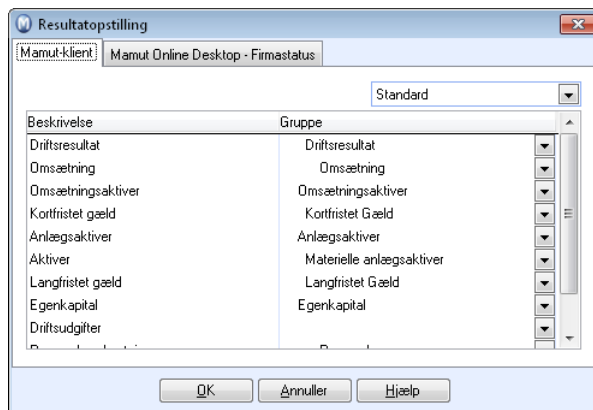 Resultatopstilling
Mamut-klient Mamut Online Desktop - Firmastatus
Standard
Beskrivelse Gruppe
Driftsresultat Driftsresultat
Omsætning Omsætning
Omsætningsaktiver Omsætningsaktiver
Kortfristet gæld Kortfristet Gæld
Anlægsaktiver Anlægsaktiver
Aktiver Materielle anlægsaktiver
Langfristet gæld Langfristet Gæld
Egenkapital Egenkapital
Driftsudgifter
OK Annuller Hjælp